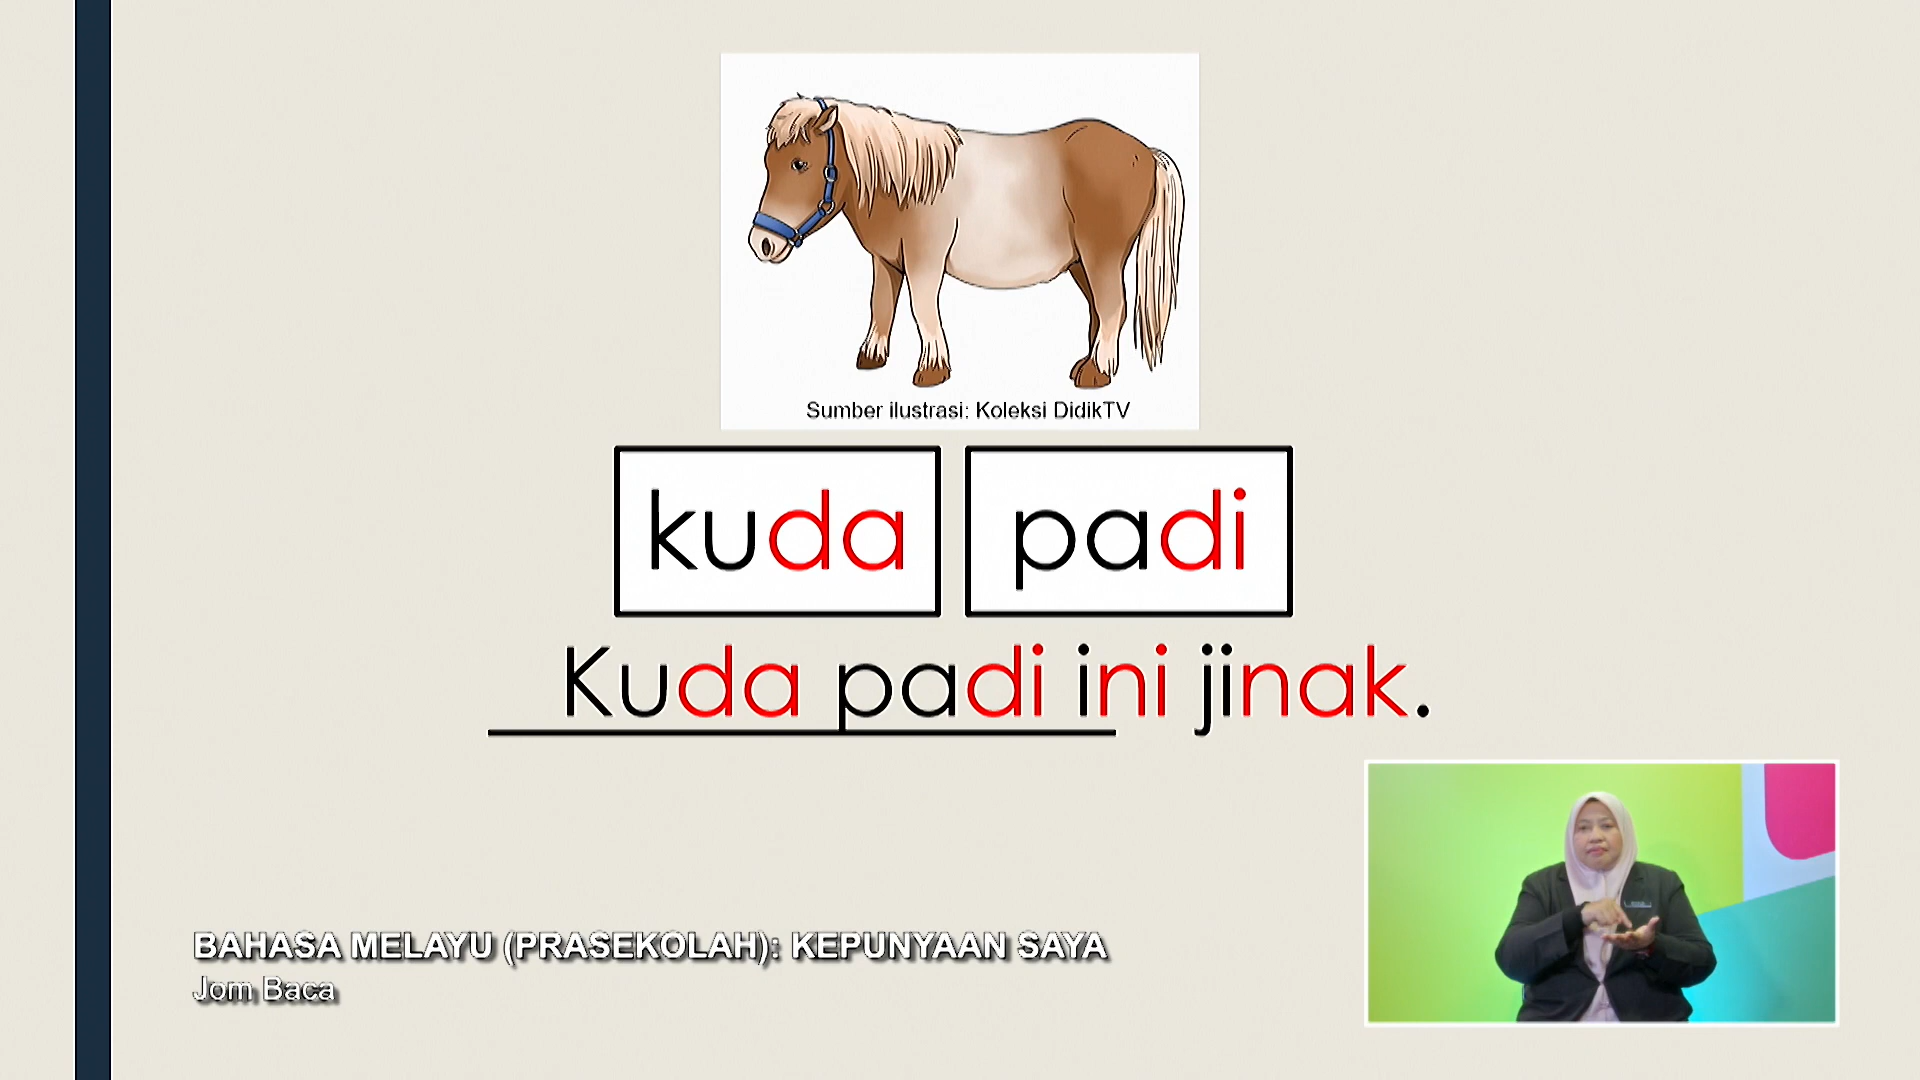 Sumber ilustrasi: Koleksi DidikTV
kuda padi
Kuda padi ini jinak.
BAHASA MELAYU (PRASEKOLAH): KEPUNYAAN SAYA
Jom Baca